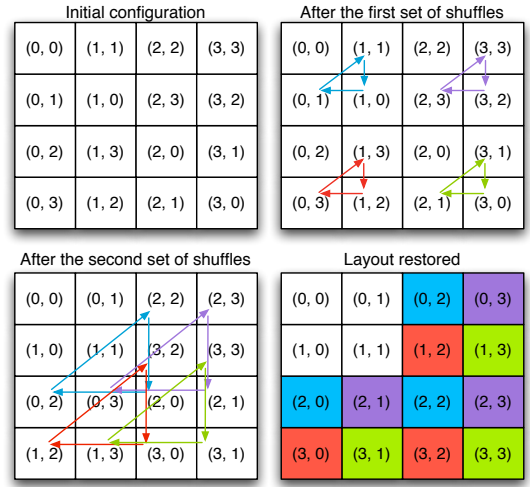 Initial configuration
(0, 0) (1, 1) (2, 2) (3, 3)
(0, 1) (1, 0) (2, 3) (3, 2)
(0, 2) (1, 3) (2, 0) (3, 1)
(0, 3) (1, 2) (2, 1) (3, 0)
After the first set of shuffles
(0, 0) (1, 1) (2, 2) (3, 3)
(0, 1) (1, 0) (2, 3) (3, 2)
(0, 2) (1, 3) (2, 0) (3, 1)
(0, 3) (1, 2) (2, 1) (3, 0)
After the second set of shuffles
(0, 0) (0, 1) (2, 2) (2, 3)
(1, 0) (1, 1) (3, 2) (3, 3)
(0, 2) (0, 3) (2, 0) (2, 1)
(1, 2) (1, 3) (3, 0) (3, 1)
Layout restored
(0, 0) (0, 1) (0, 2) (0, 3)
(1, 0) (1, 1) (1, 2) (1, 3)
(2, 0) (2, 1) (2, 2) (2, 3)
(3, 0) (3, 1) (3, 2) (3, 3)